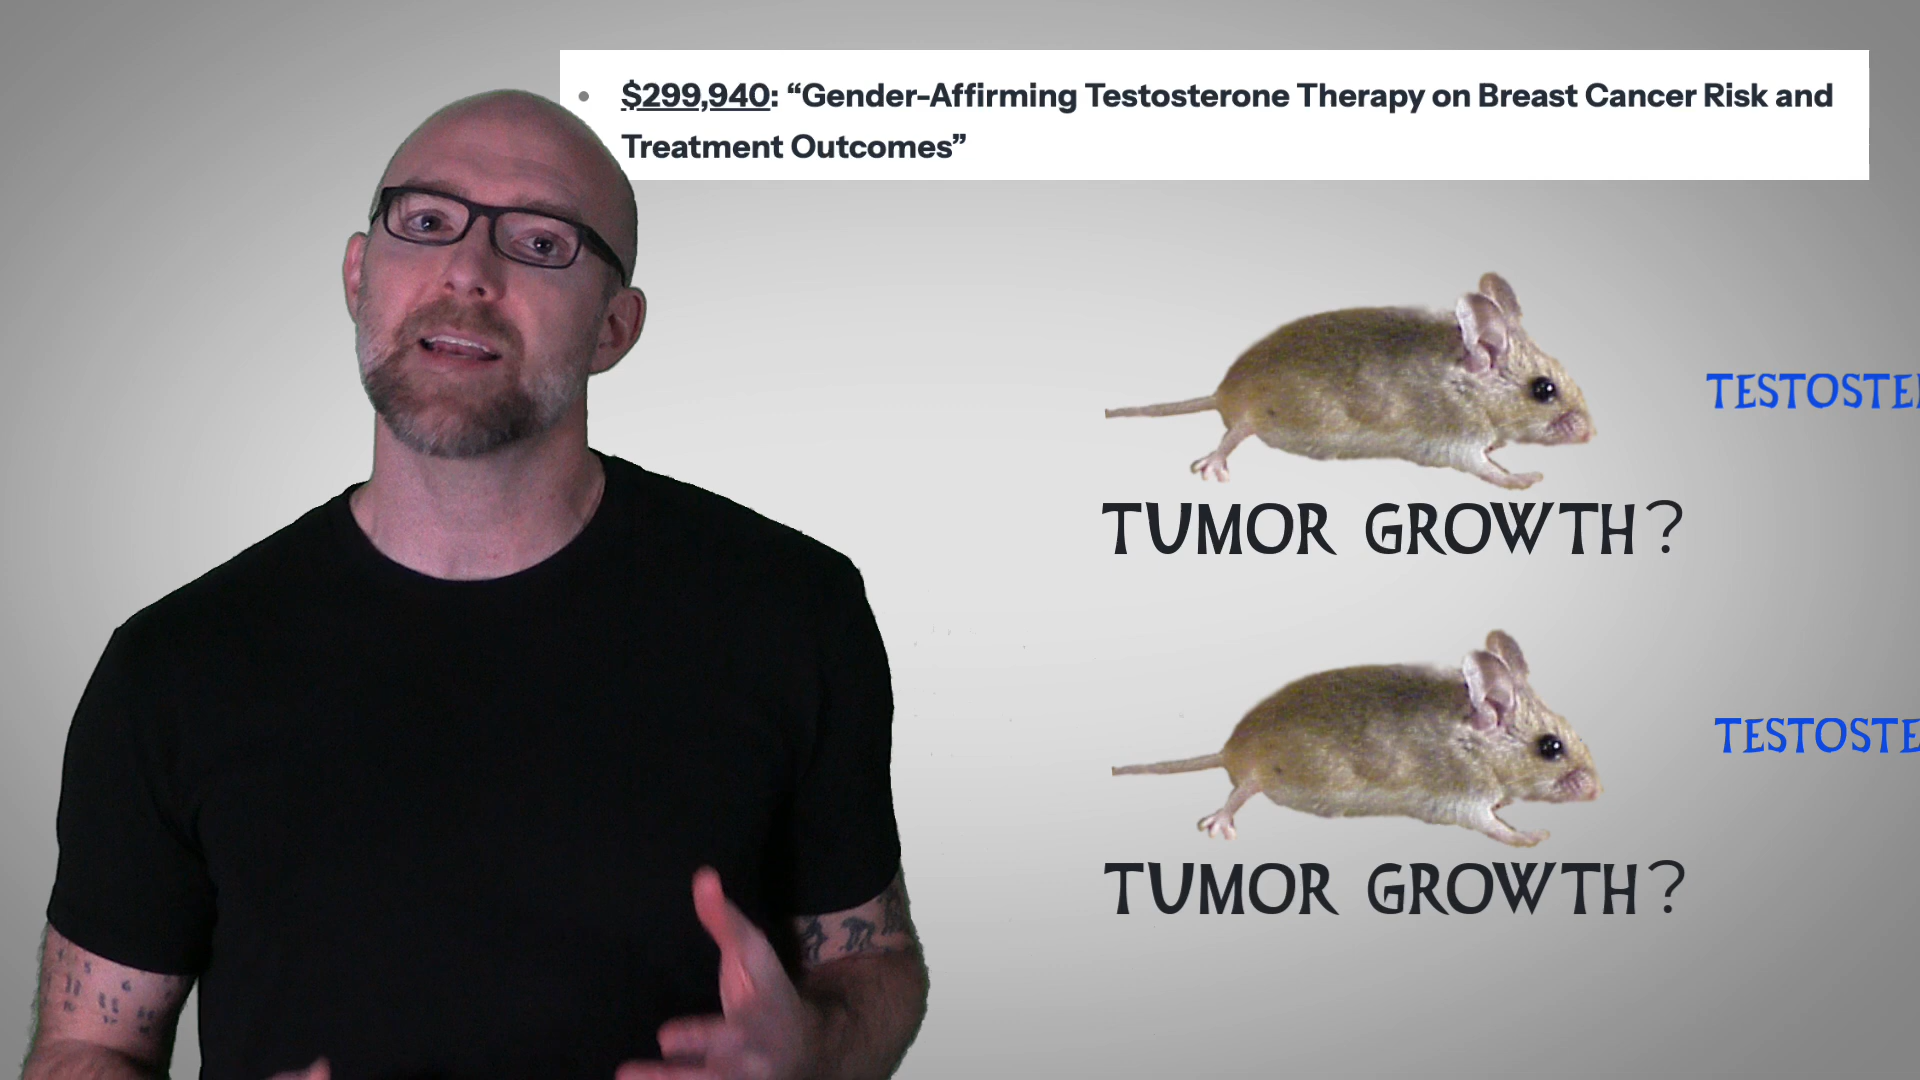 $299,940: “Gender-Affirming Testosterone Therapy on Breast Cancer Risk and
Treatment Outcomes”
TUMOR GROWTH?
TUMOR GROWTH?